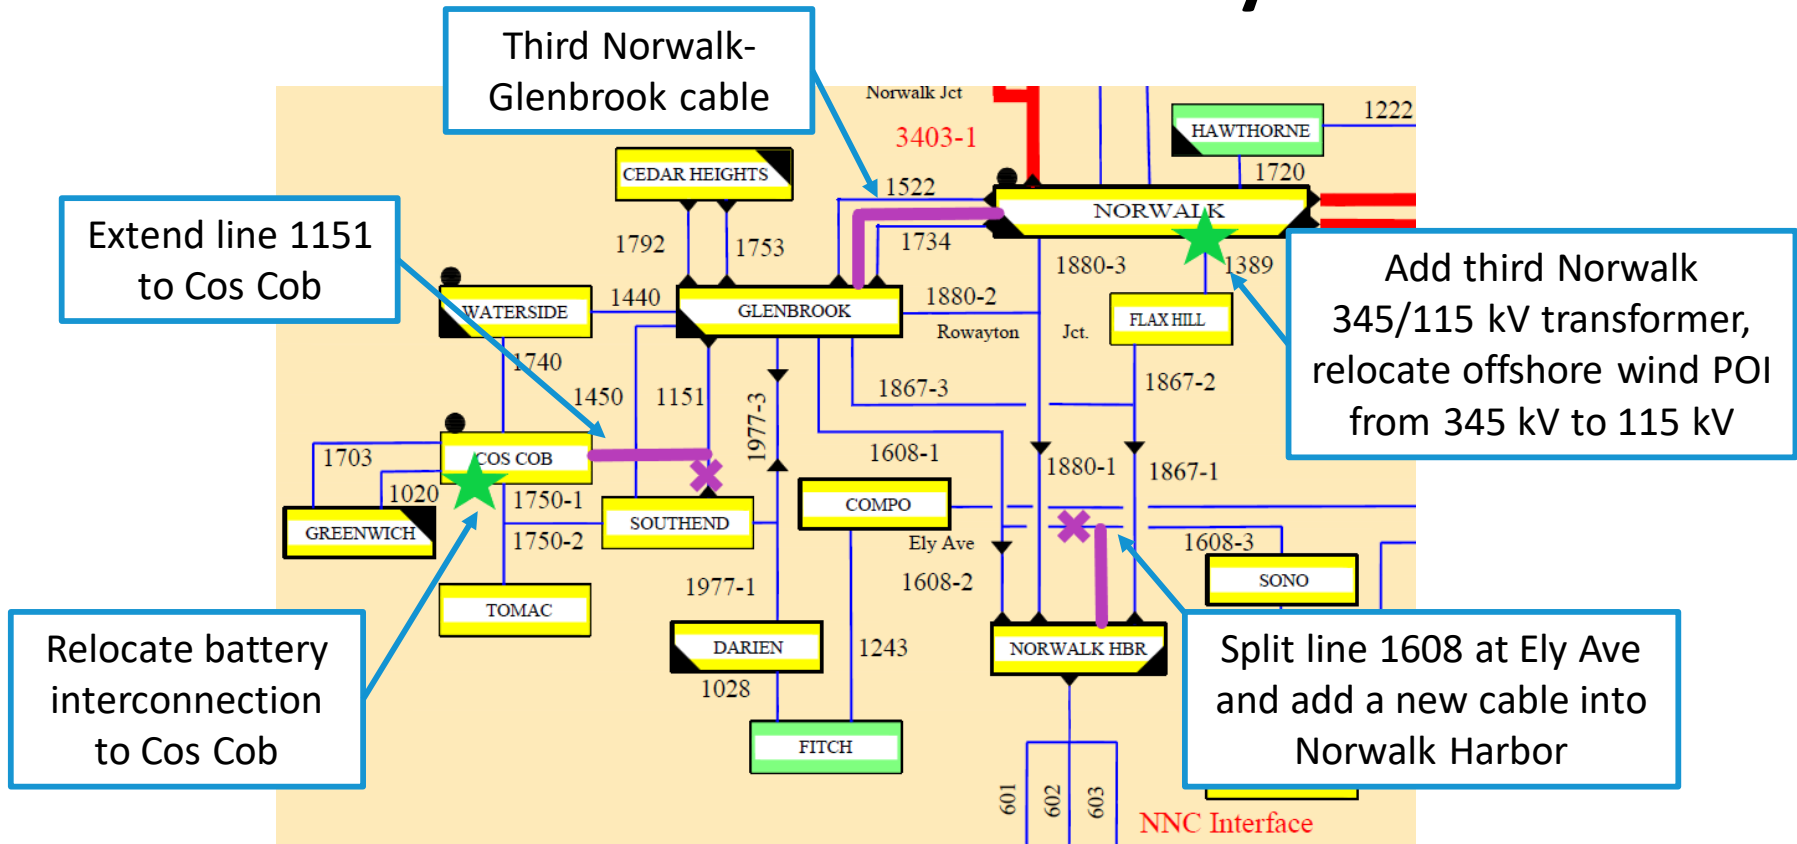 Third Norwalk-
Glenbrook cable
Norwalk Jct
3403-1
HAWTHORNE
1222
1720
CEDAR HEIGHTS
1522
NORWALK
Extend line 1151
to Cos Cob
1792
1753
1734
1880-3
1389
Add third Norwalk
345/115 kV transformer,
relocate offshore wind POI
from 345 kV to 115 kV
WATERSIDE
1440
GLENBROOK
1880-2
Rowayton
Jct.
FLAX HILL
1740
1450
1151
1977-3
1867-3
1867-2
1703
COS COB
1608-1
1880-1
1867-1
1020
1750-1
GREENWICH
SOUTHEND
COMPO
1750-2
Ely Ave
1608-3
TOMAC
1977-1
1608-2
SONO
Relocate battery
interconnection
to Cos Cob
DARIEN
1243
NORWALK HBR
Split line 1608 at Ely Ave
and add a new cable into
Norwalk Harbor
1028
FITCH
601
602
603
NNC Interface